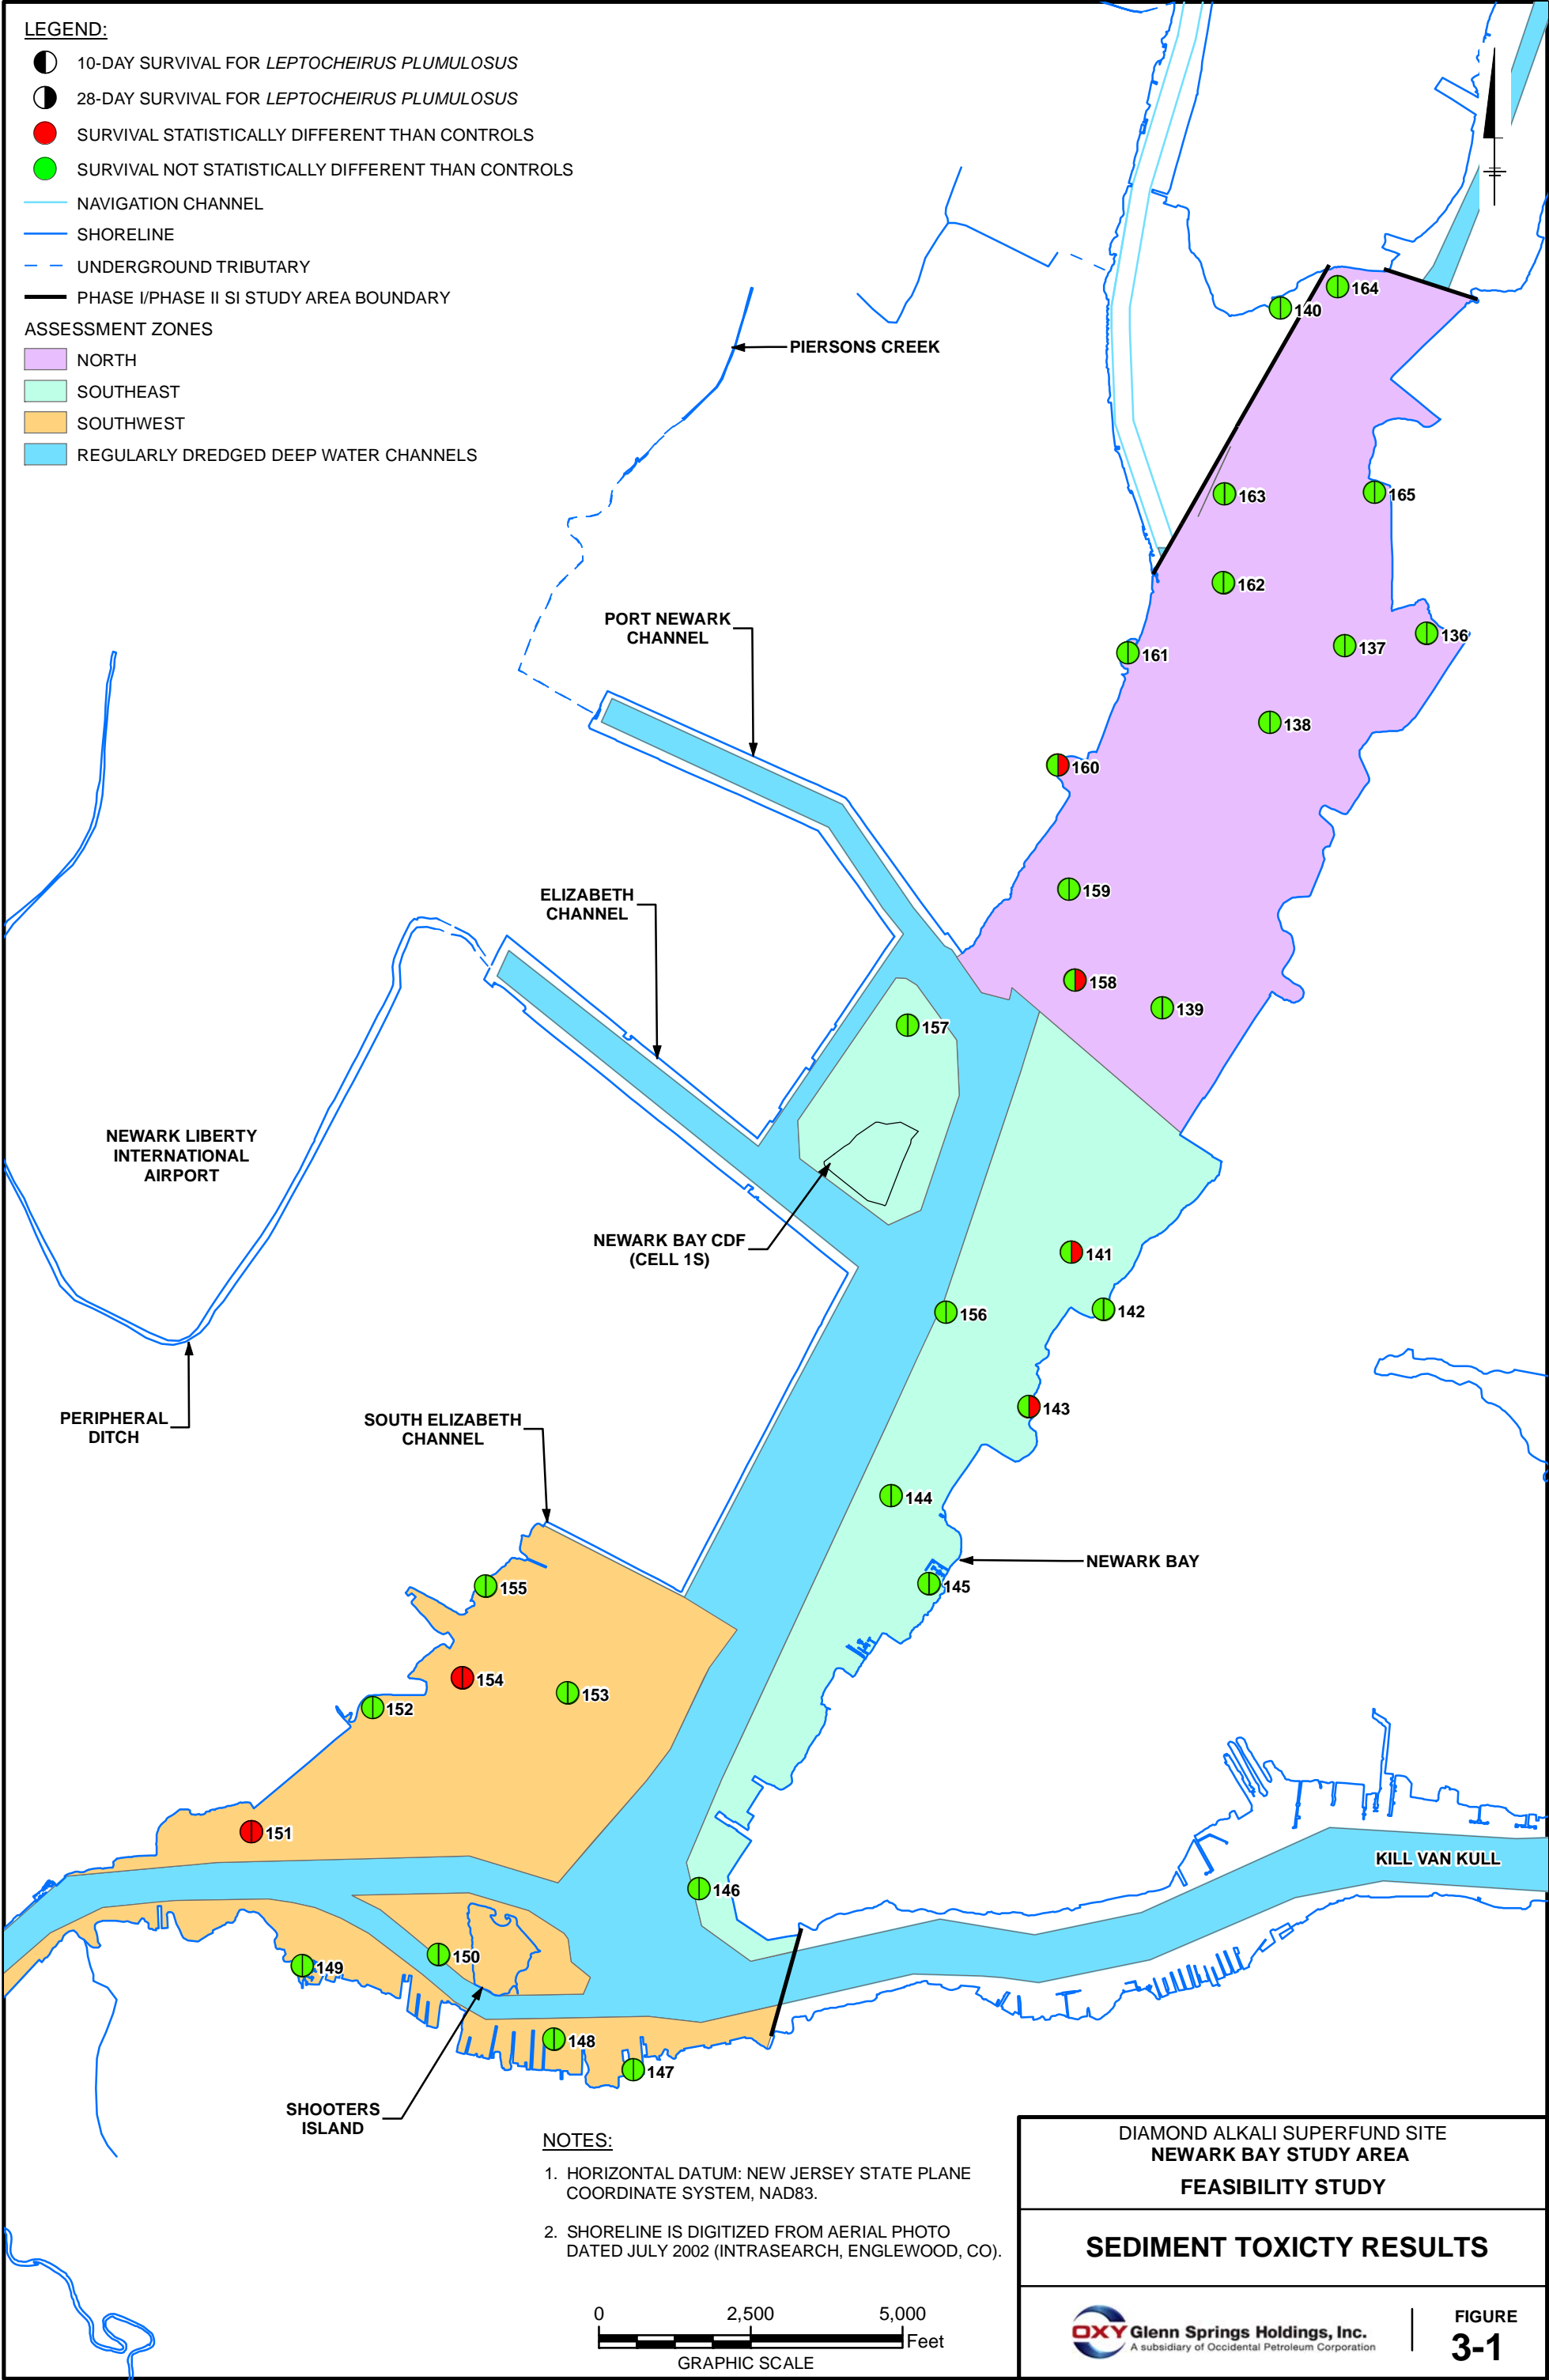 LEGEND:
10-DAY SURVIVAL FOR LEPTOCHEIRUS PLUMULOSUS
28-DAY SURVIVAL FOR LEPTOCHEIRUS PLUMULOSUS
SURVIVAL STATISTICALLY DIFFERENT THAN CONTROLS
SURVIVAL NOT STATISTICALLY DIFFERENT THAN CONTROLS
NAVIGATION CHANNEL
SHORELINE
UNDERGROUND TRIBUTARY
PHASE I/PHASE II SI STUDY AREA BOUNDARY
ASSESSMENT ZONES
NORTH
SOUTHEAST
SOUTHWEST
REGULARLY DREDGED DEEP WATER CHANNELS
164
140
PIERSONS CREEK
163
165
162
PORT NEWARK
CHANNEL
136
137
161
138
160
159
ELIZABETH
CHANNEL
158
139
157
NEWARK LIBERTY
INTERNATIONAL
AIRPORT
NEWARK BAY CDF
(CELL 1S)
141
142
156
143
PERIPHERAL
DITCH
SOUTH ELIZABETH
CHANNEL
144
NEWARK BAY
145
155
154
153
152
151
KILL VAN KULL
146
150
149
148
147
SHOOTERS
ISLAND
NOTES:
1. HORIZONTAL DATUM: NEW JERSEY STATE PLANE
COORDINATE SYSTEM, NAD83.
2. SHORELINE IS DIGITIZED FROM AERIAL PHOTO
DATED JULY 2002 (INTRASEARCH, ENGLEWOOD, CO).
0 2,500 5,000
Feet
GRAPHIC SCALE
DIAMOND ALKALI SUPERFUND SITE
NEWARK BAY STUDY AREA
FEASIBILITY STUDY
SEDIMENT TOXICTY RESULTS
OXY Glenn Springs Holdings, Inc.
A subsidiary of Occidental Petroleum Corporation
FIGURE
3-1